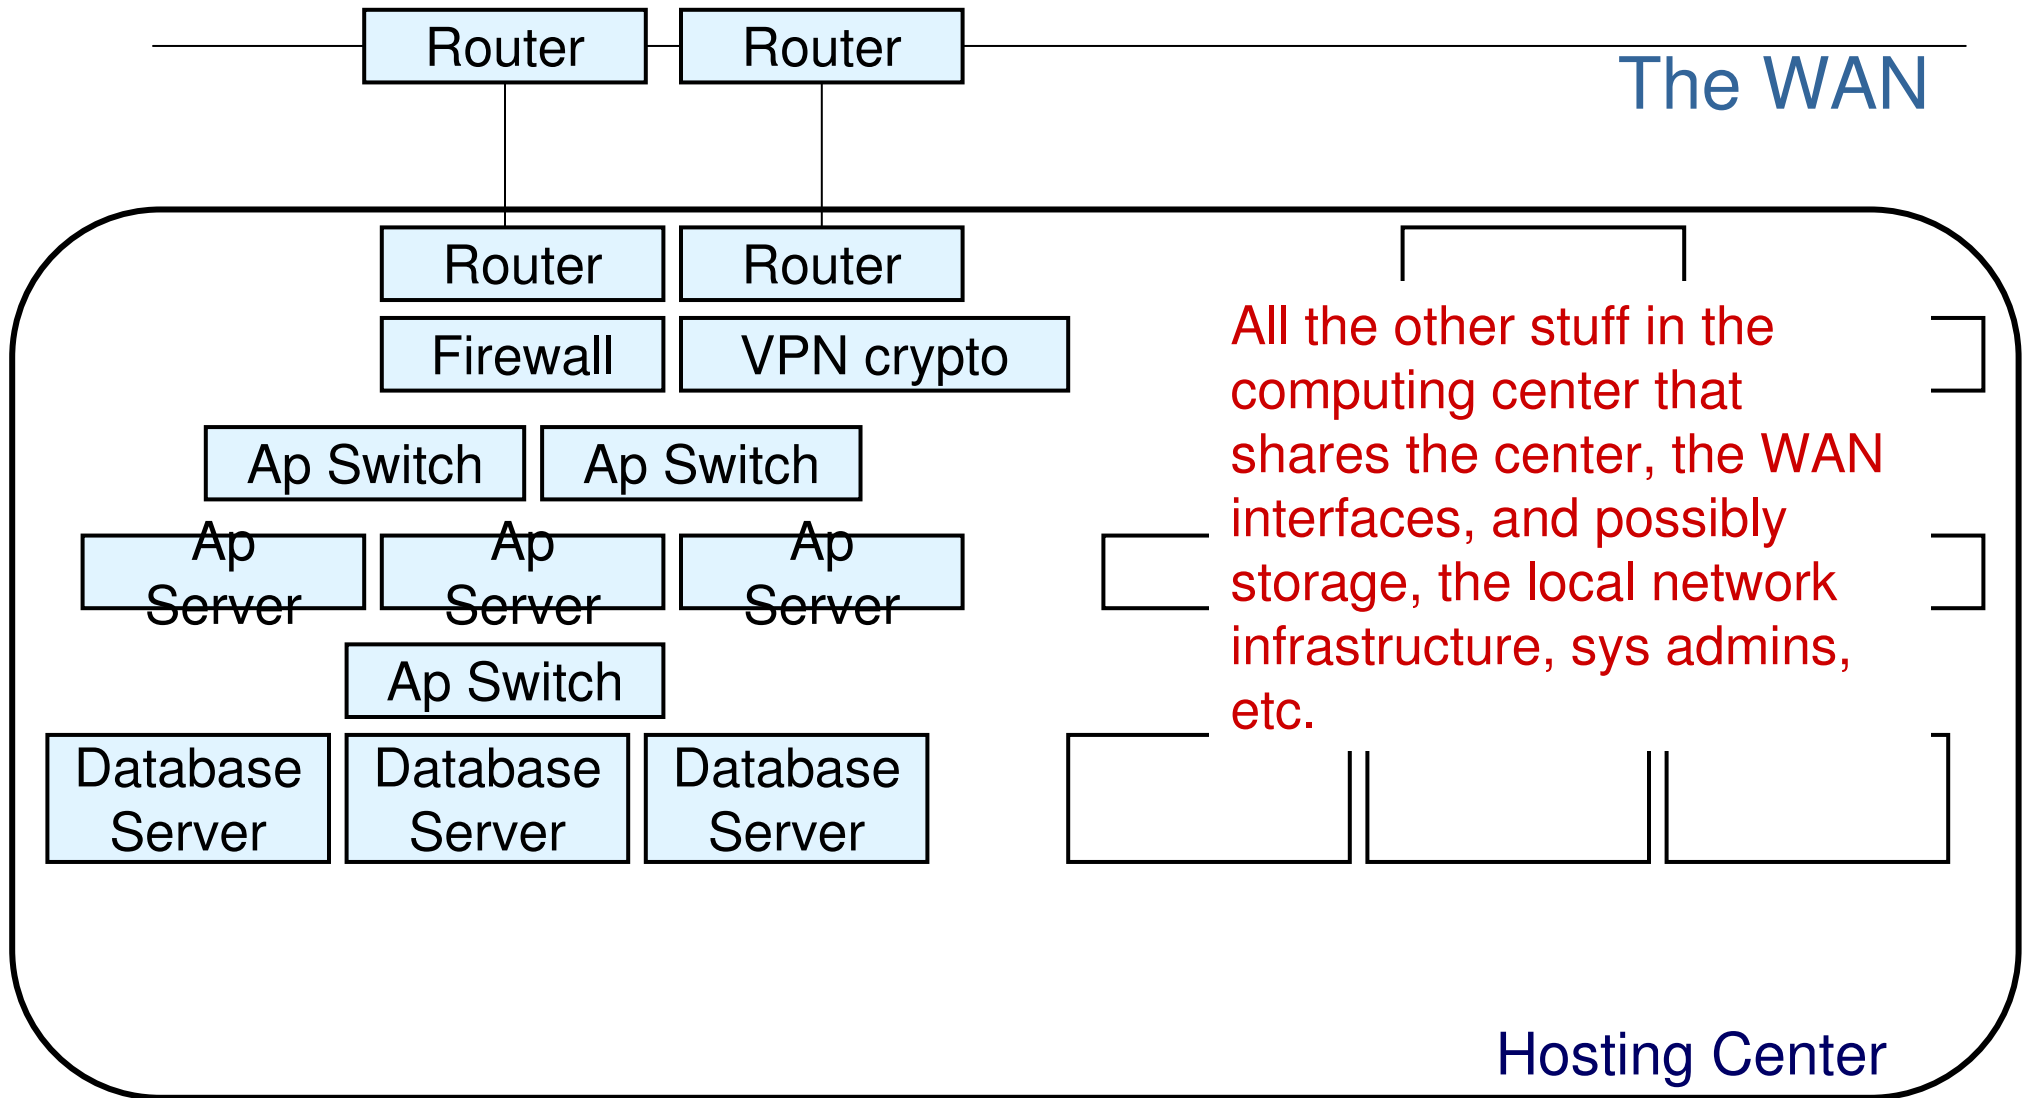 Router
Router
The WAN
Router
Router
Firewall
VPN crypto
Ap Switch
Ap Switch
Ap
Server
Ap
Server
Ap
Server
Ap Switch
Database
Server
Database
Server
Database
Server
All the other stuff in the
computing center that
shares the center, the WAN
interfaces, and possibly
storage, the local network
infrastructure, sys admins,
etc.
Hosting Center